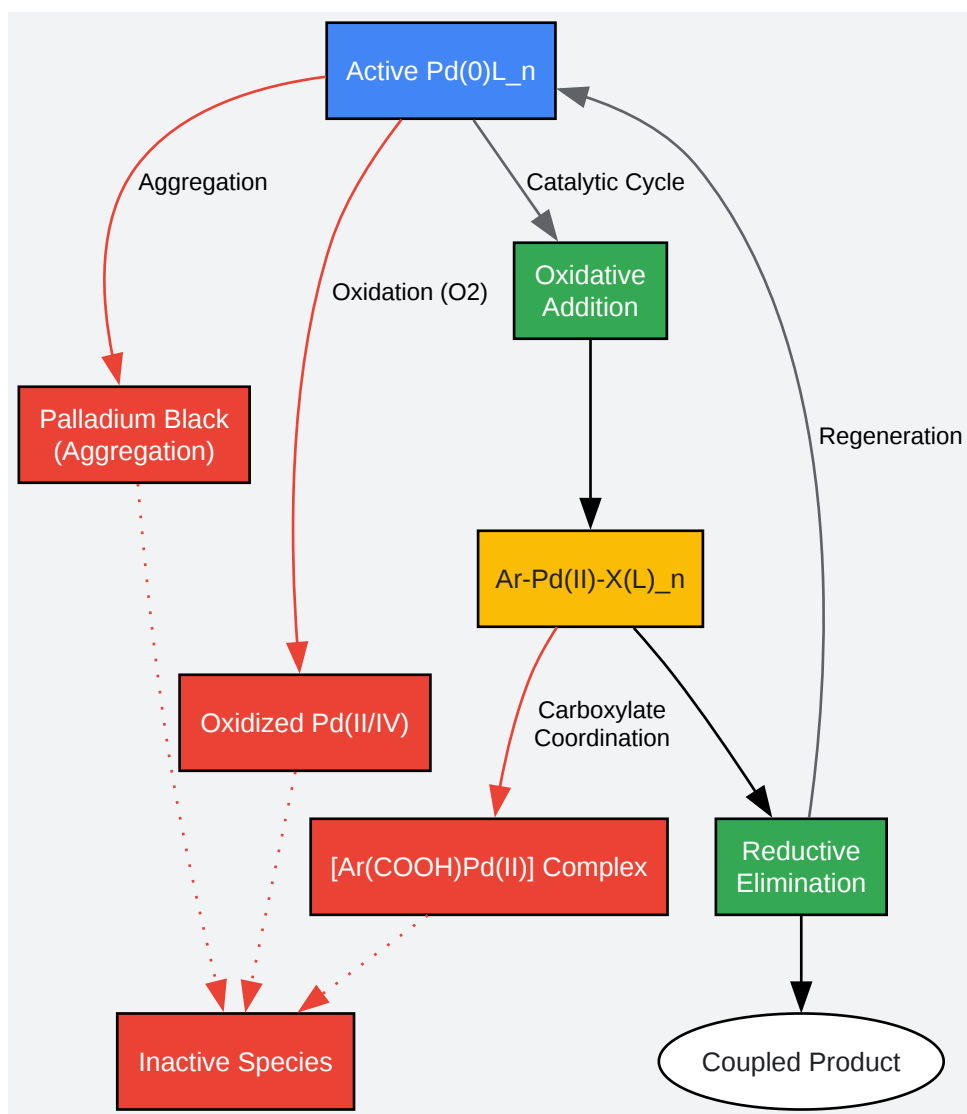 Active Pd(0)L_n
Aggregation
Catalytic Cycle
Oxidative
Addition
Oxidation (O2)
Palladium Black
(Aggregation)
Regeneration
Ar-Pd(II)-X(L)_n
Oxidized Pd(II/IV)
Carboxylate
Coordination
[Ar(COOH)Pd(II)] Complex
Reductive
Elimination
Inactive Species
Coupled Product